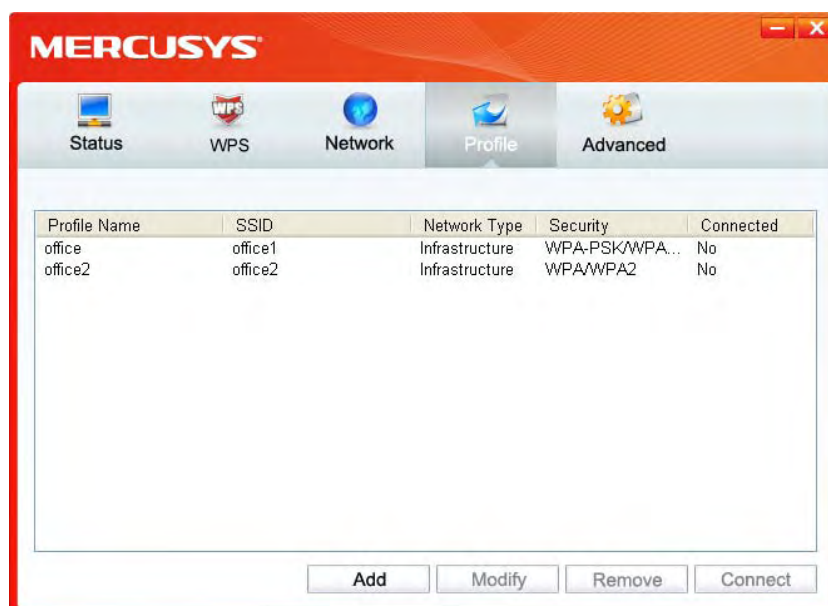 MERCUSYS
Status WPS Network Profile Advanced
Profile Name SSID Network Type Security Connected
office office1 Infrastructure WPA-PSK/WPA... No
office2 office2 Infrastructure WPA/WPA2 No
Add Modify Remove Connect